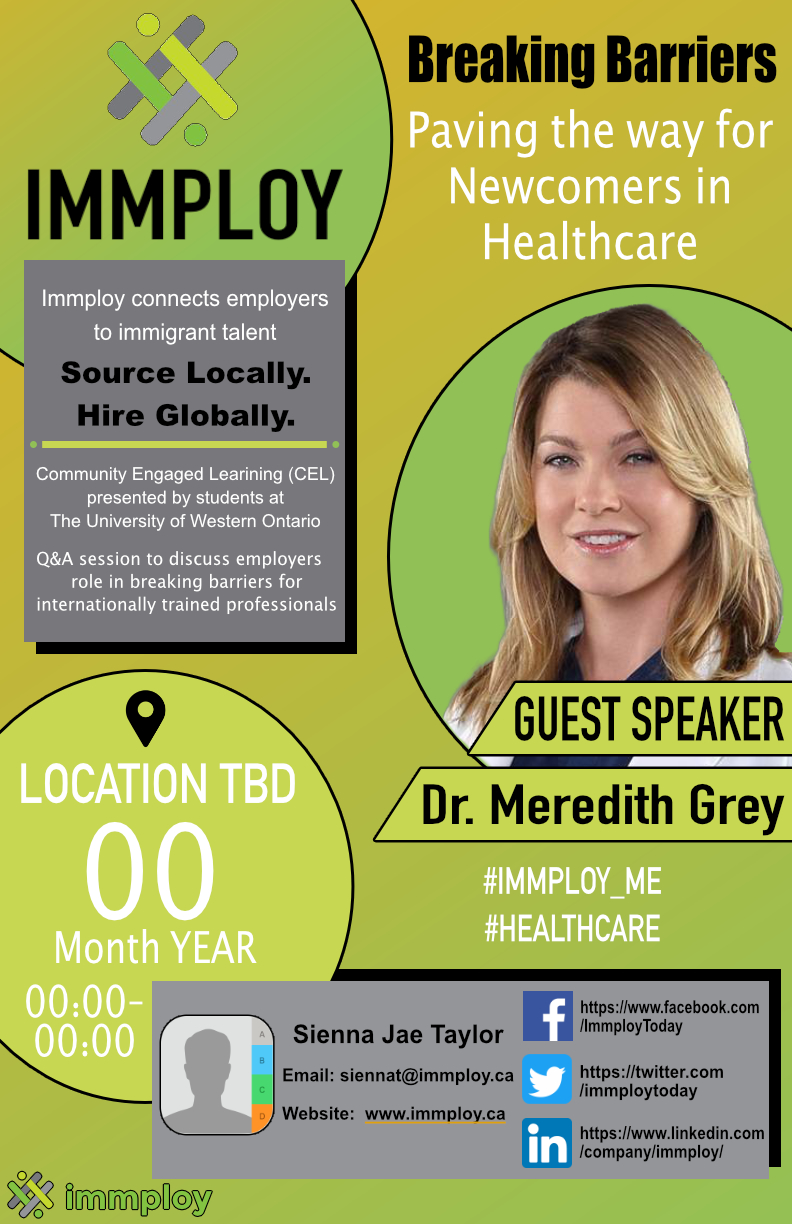 IMMPLOY
Breaking Barriers
Paving the way for
Newcomers in
Healthcare
Immploy connects employers
to immigrant talent
Source Locally.
Hire Globally.
Community Engaged Learining (CEL)
presented by students at
The University of Western Ontario
Q&A session to discuss employers
role in breaking barriers for
internationally trained professionals
GUEST SPEAKER
Dr. Meredith Grey
#IMMPLOY_ME
#HEALTHCARE
LOCATION TBD
00
Month YEAR
00:00-
00:00
A
B
C
D
Sienna Jae Taylor
Email: siennat@immploy.ca
Website: www.immploy.ca
https://www.facebook.com
/ImmployToday
https://twitter.com
/immploytoday
in
https://www.linkedin.com
/company/immploy/
immploy